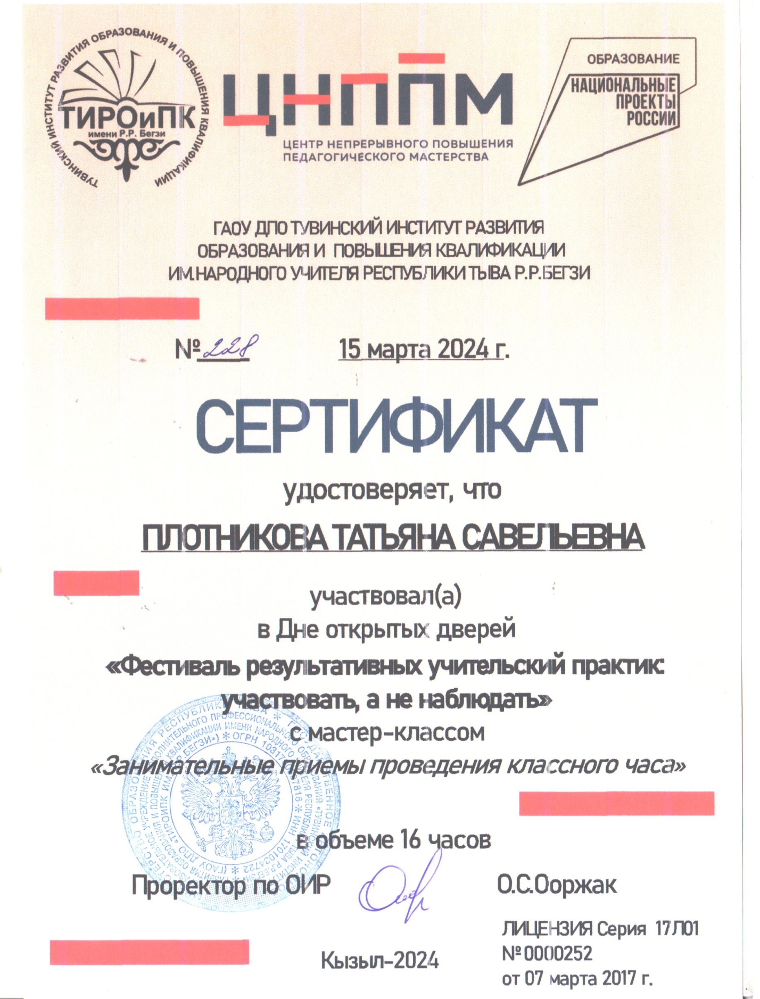 ТУВИНСКИЙ ИНСТИТУТ РАЗВИТИЯ ОБРАЗОВАНИЯ И ПОВЫШЕНИЯ КВАЛИФИКАЦИИ
ТИРОиПК
имени Р.Р. Бегзи
ЦНППМ
ЦЕНТР НЕПРЕРЫВНОГО ПОВЫШЕНИЯ
ПЕДАГОГИЧЕСКОГО МАСТЕРСТВА
ОБРАЗОВАНИЕ
НАЦИОНАЛЬНЫЕ
ПРОЕКТЫ
РОССИИ
ГАОУ ДПО ТУВИНСКИЙ ИНСТИТУТ РАЗВИТИЯ
ОБРАЗОВАНИЯ И ПОВЫШЕНИЯ КВАЛИФИКАЦИИ
ИМ.НАРОДНОГО УЧИТЕЛЯ РЕСПУБЛИКИ ТЫВА Р.Р.БЕГЗИ
№ 228 15 марта 2024 г.
СЕРТИФИКАТ
удостоверяет, что
ПЛОТНИКОВА ТАТЬЯНА САВЕЛЬЕВНА
участвовал(а)
в Дне открытых дверей
«Фестиваль результативных учительский практик:
участвовать, а не наблюдать»
с мастер-классом
«Занимательные приемы проведения классного часа»
в объеме 16 часов
Проректор по ОИР О.С.Ооржак
ЛИЦЕНЗИЯ Серия 17Л01
№ 0000252
от 07 марта 2017 г.
Кызыл-2024